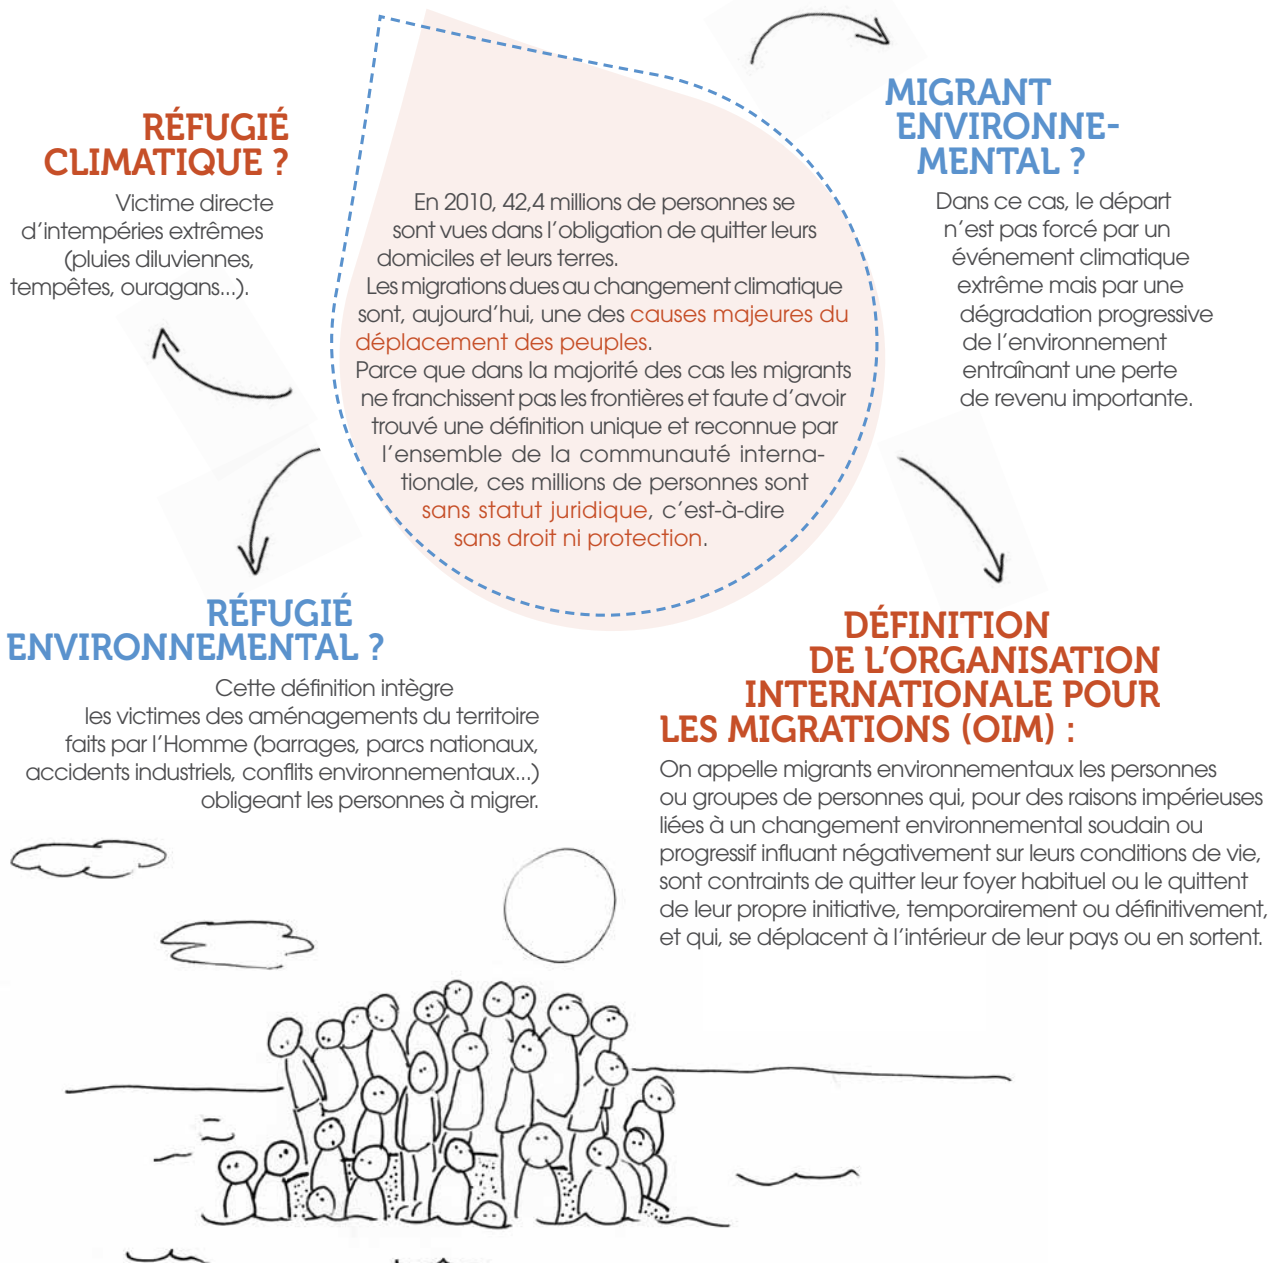 RÉFUGIÉ
CLIMATIQUE ?
Victime directe
d'intempéries extrêmes
(pluies diluviennes,
tempêtes, ouragans...).
En 2010, 42,4 millions de personnes se
sont vues dans l'obligation de quitter leurs
domiciles et leurs terres.
Les migrations dues au changement climatique
sont, aujourd'hui, une des causes majeures du
déplacement des peuples.
Parce que dans la majorité des cas les migrants
ne franchissent pas les frontières et faute d'avoir
trouvé une définition unique et reconnue par
l'ensemble de la communauté interna-
tionale, ces millions de personnes sont
sans statut juridique, c'est-à-dire
sans droit ni protection.
MIGRANT
ENVIRONNE-
MENTAL ?
Dans ce cas, le départ
n'est pas forcé par un
événement climatique
extrême mais par une
dégradation progressive
de l'environnement
entraînant une perte
de revenu importante.
RÉFUGIÉ
ENVIRONNEMENTAL ?
Cette définition intègre
les victimes des aménagements du territoire
faits par l'Homme (barrages, parcs nationaux,
accidents industriels, conflits environnementaux...)
obligeant les personnes à migrer.
DÉFINITION
DE L'ORGANISATION
INTERNATIONALE POUR
LES MIGRATIONS (OIM) :
On appelle migrants environnementaux les personnes
ou groupes de personnes qui, pour des raisons impérieuses
liées à un changement environnemental soudain ou
progressif influant négativement sur leurs conditions de vie,
sont contraints de quitter leur foyer habituel ou le quittent
de leur propre initiative, temporairement ou définitivement,
et qui, se déplacent à l'intérieur de leur pays ou en sortent.